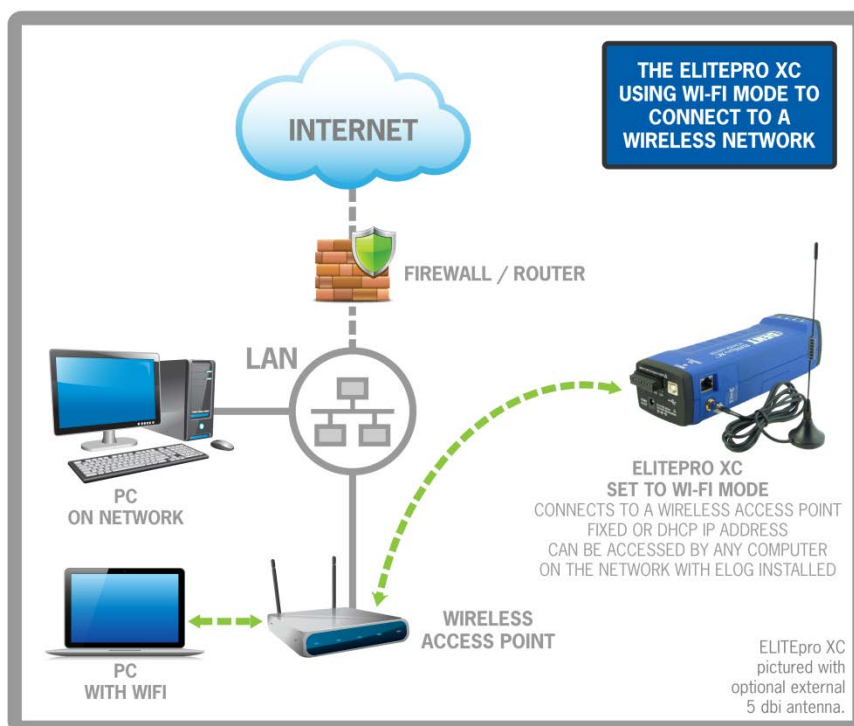 THE ELITEPRO XC
USING WI-FI MODE TO
CONNECT TO A
WIRELESS NETWORK
INTERNET
FIREWALL / ROUTER
LAN
PC
ON NETWORK
ELITEPRO XC
SET TO WI-FI MODE
CONNECTS TO A WIRELESS ACCESS POINT
FIXED OR DHCP IP ADDRESS
CAN BE ACCESSED BY ANY COMPUTER
ON THE NETWORK WITH ELOG INSTALLED
WIRELESS
ACCESS POINT
PC
WITH WIFI
ELITEpro XC
pictured with
optional external
5 dbi antenna.